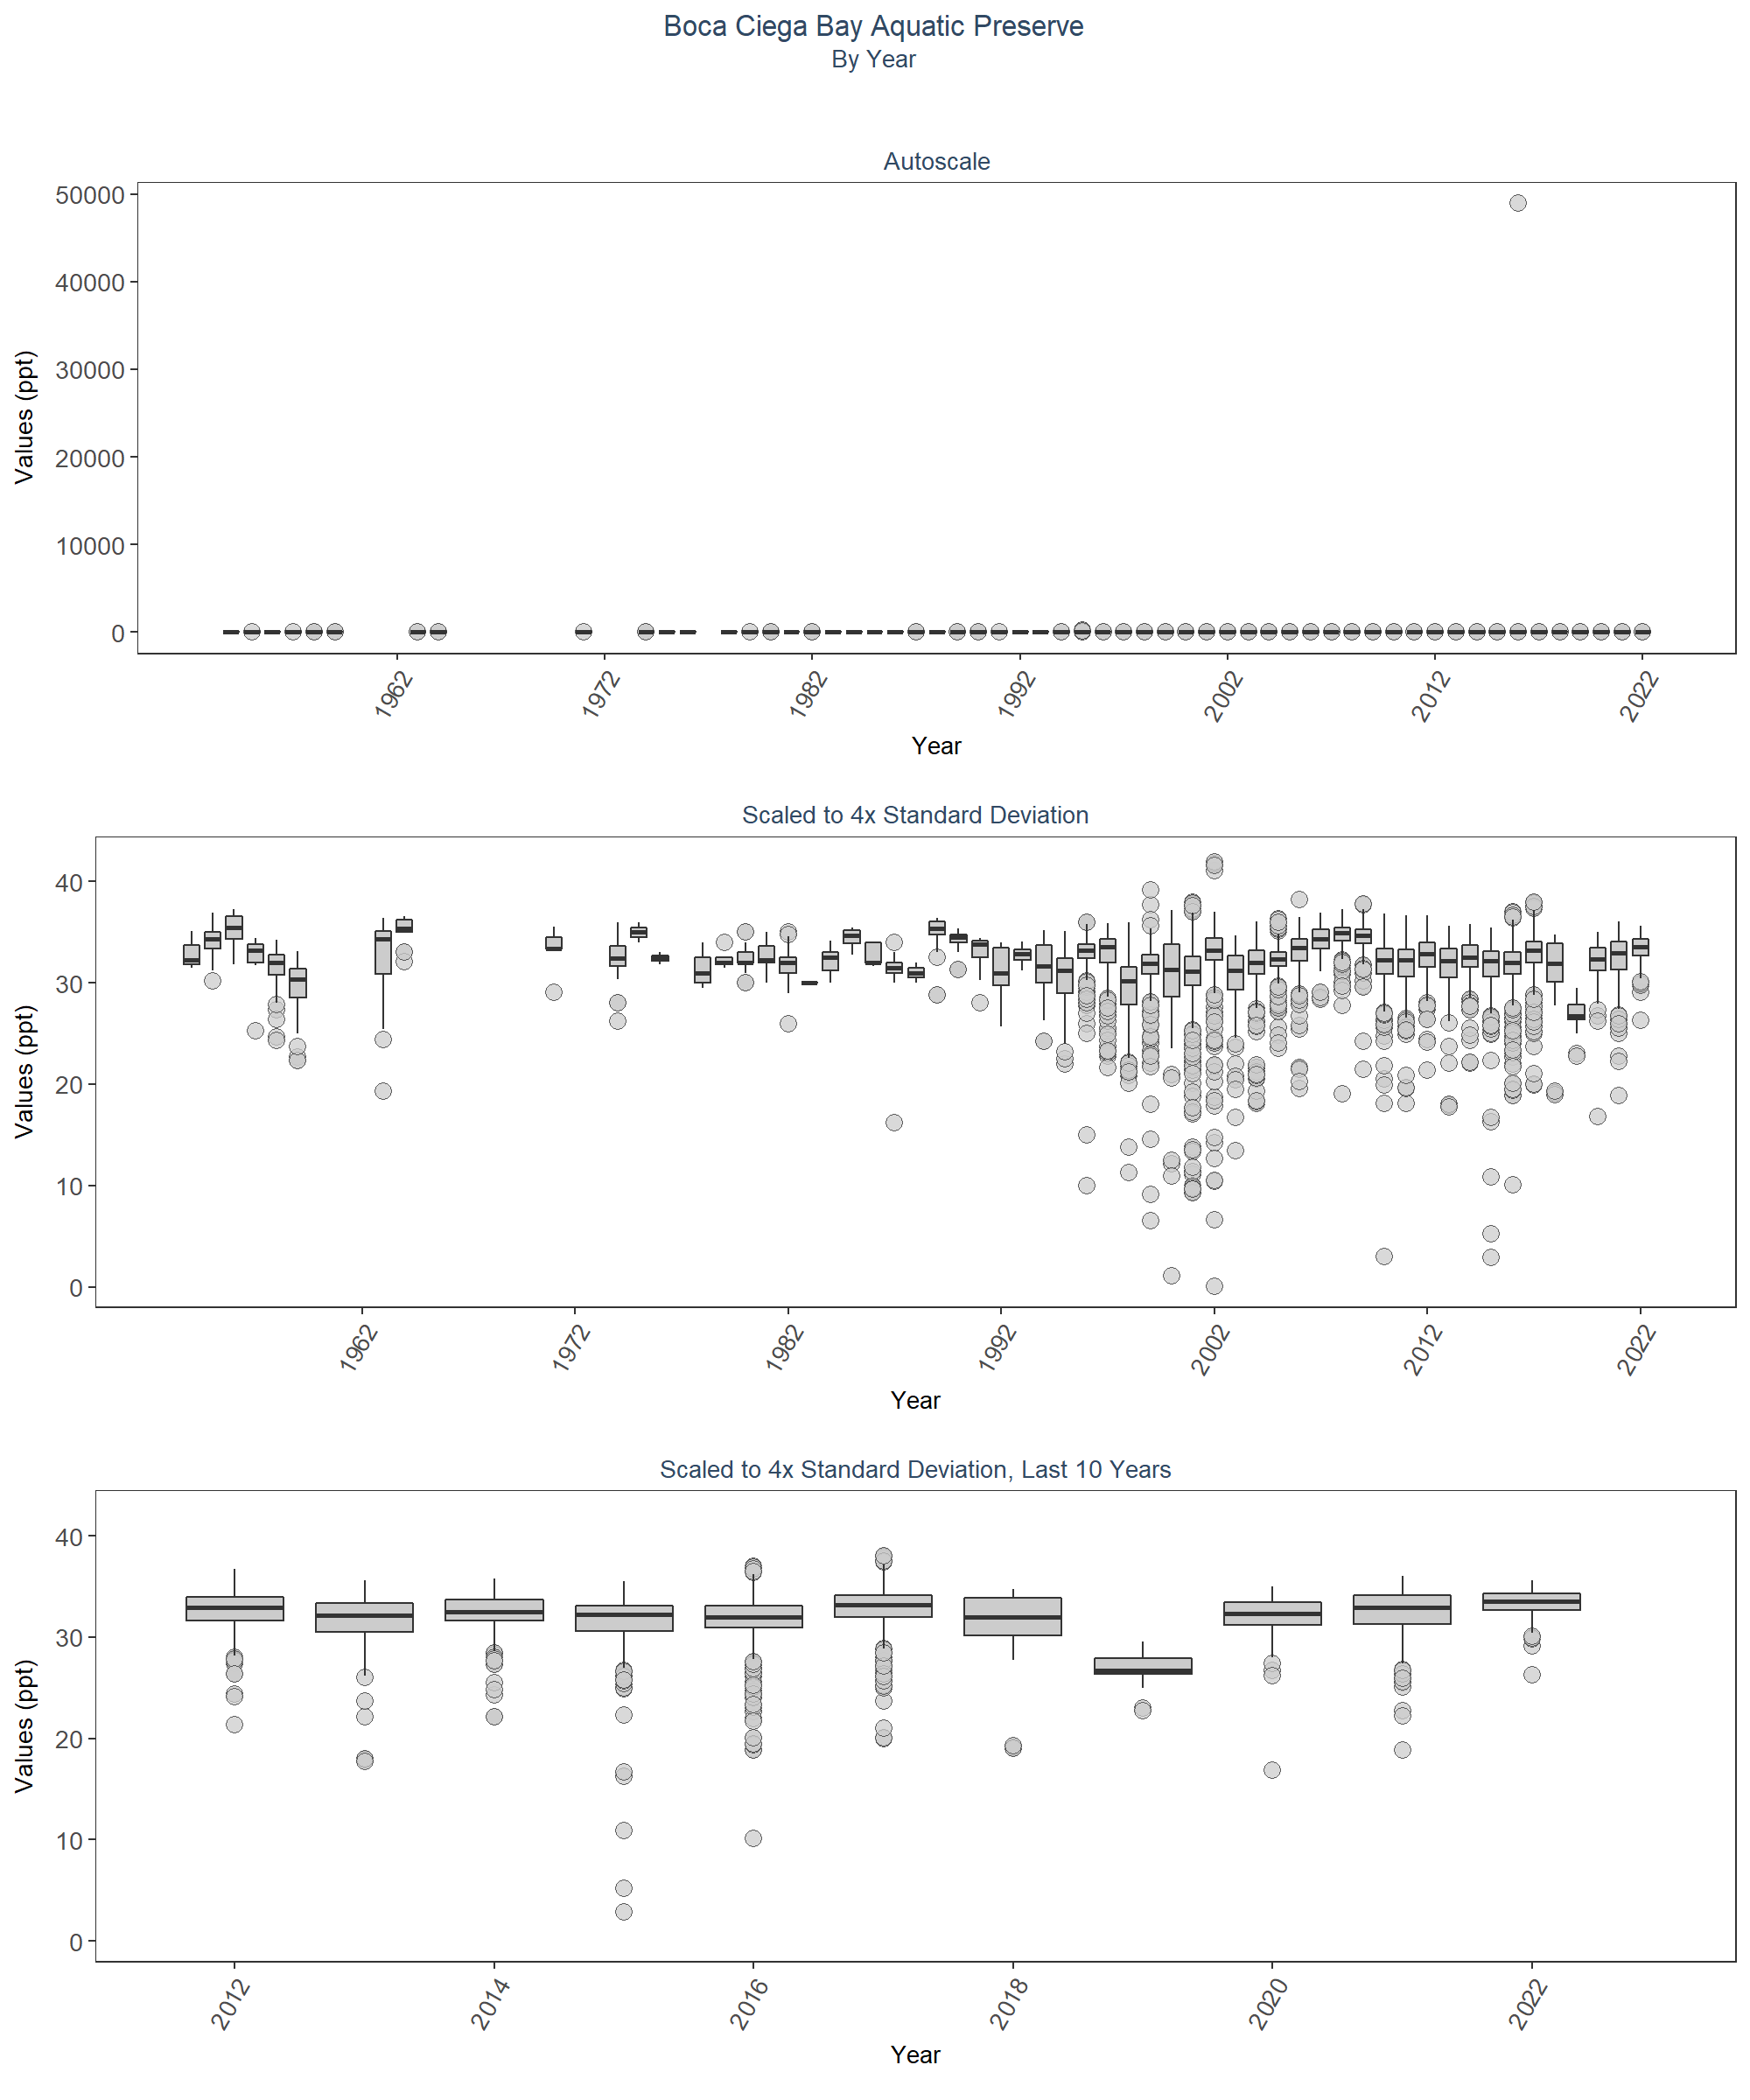 Boca Ciega Bay Aquatic Preserve
By Year
Autoscale
Values (ppt)
50000
40000
30000
20000
10000
0
1962 1972 1982 1992 2002 2012 2022
Year
Scaled to 4x Standard Deviation
Values (ppt)
40
30
20
10
0
1962 1972 1982 1992 2002 2012 2022
Year
Scaled to 4x Standard Deviation, Last 10 Years
Values (ppt)
40
30
20
10
0
2012 2014 2016 2018 2020 2022
Year